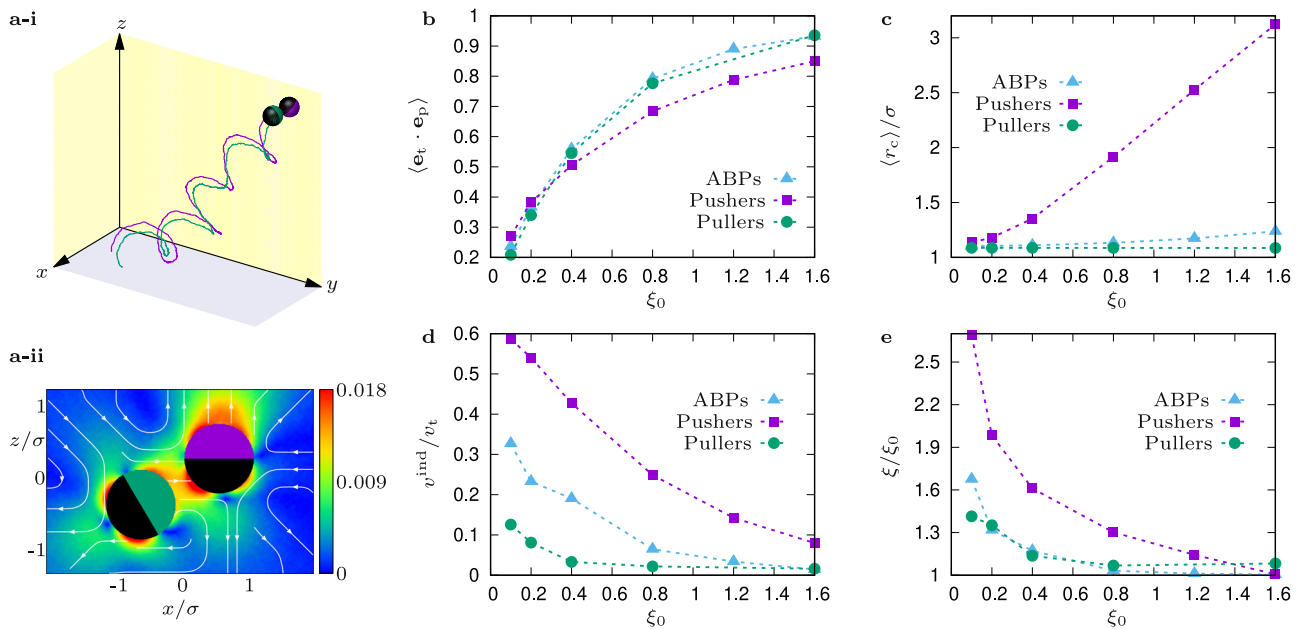 a-i
z
x
y
a-ii
z/σ
1
0
-1
-1
0
1
x/σ
0.018
0.009
0
b
⟨e_t · e_p⟩
1
0.9
0.8
0.7
0.6
0.5
0.4
0.3
0.2
ABPs
Pushers
Pullers
0.2 0.4 0.6 0.8 1.0 1.2 1.4 1.6
ξ₀
c
⟨r_c⟩/σ
3
2.5
2
1.5
1
ABPs
Pushers
Pullers
0.2 0.4 0.6 0.8 1.0 1.2 1.4 1.6
ξ₀
d
v^ind/v_t
0.6
0.5
0.4
0.3
0.2
0.1
0
ABPs
Pushers
Pullers
0.2 0.4 0.6 0.8 1.0 1.2 1.4 1.6
ξ₀
e
ξ/ξ₀
2.5
2.2
1.9
1.6
1.3
1
ABPs
Pushers
Pullers
0.2 0.4 0.6 0.8 1.0 1.2 1.4 1.6
ξ₀